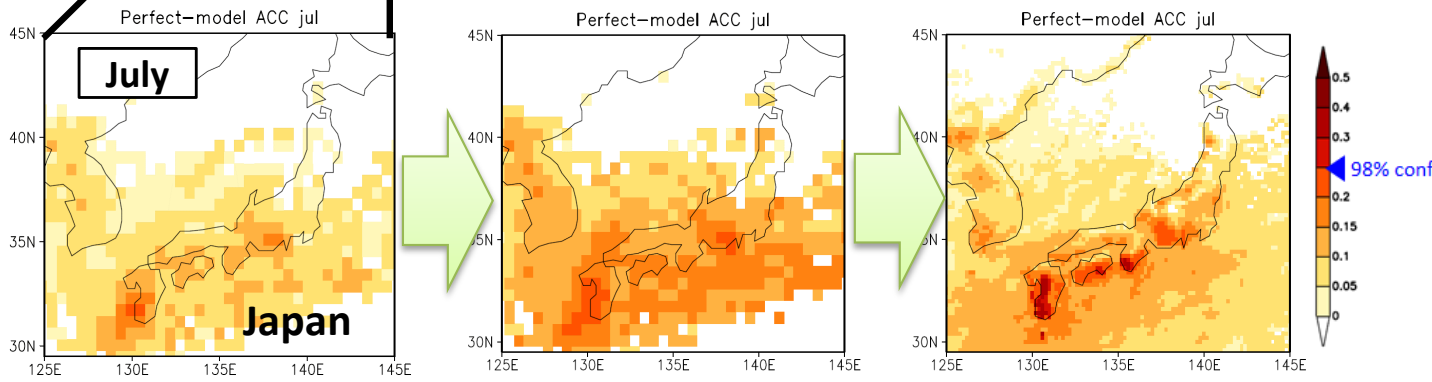 Perfect-model ACC jul
45N
40N
35N
30N
125E 130E 135E 140E 145E
July
Japan
Perfect-model ACC jul
45N
40N
35N
30N
125E 130E 135E 140E 145E
Perfect-model ACC jul
45N
40N
5N
30N
125E 130E 135E 140E 145E
0.5
0.4
0.3
98% conf
0.2
0.15
0.1
0.05
0